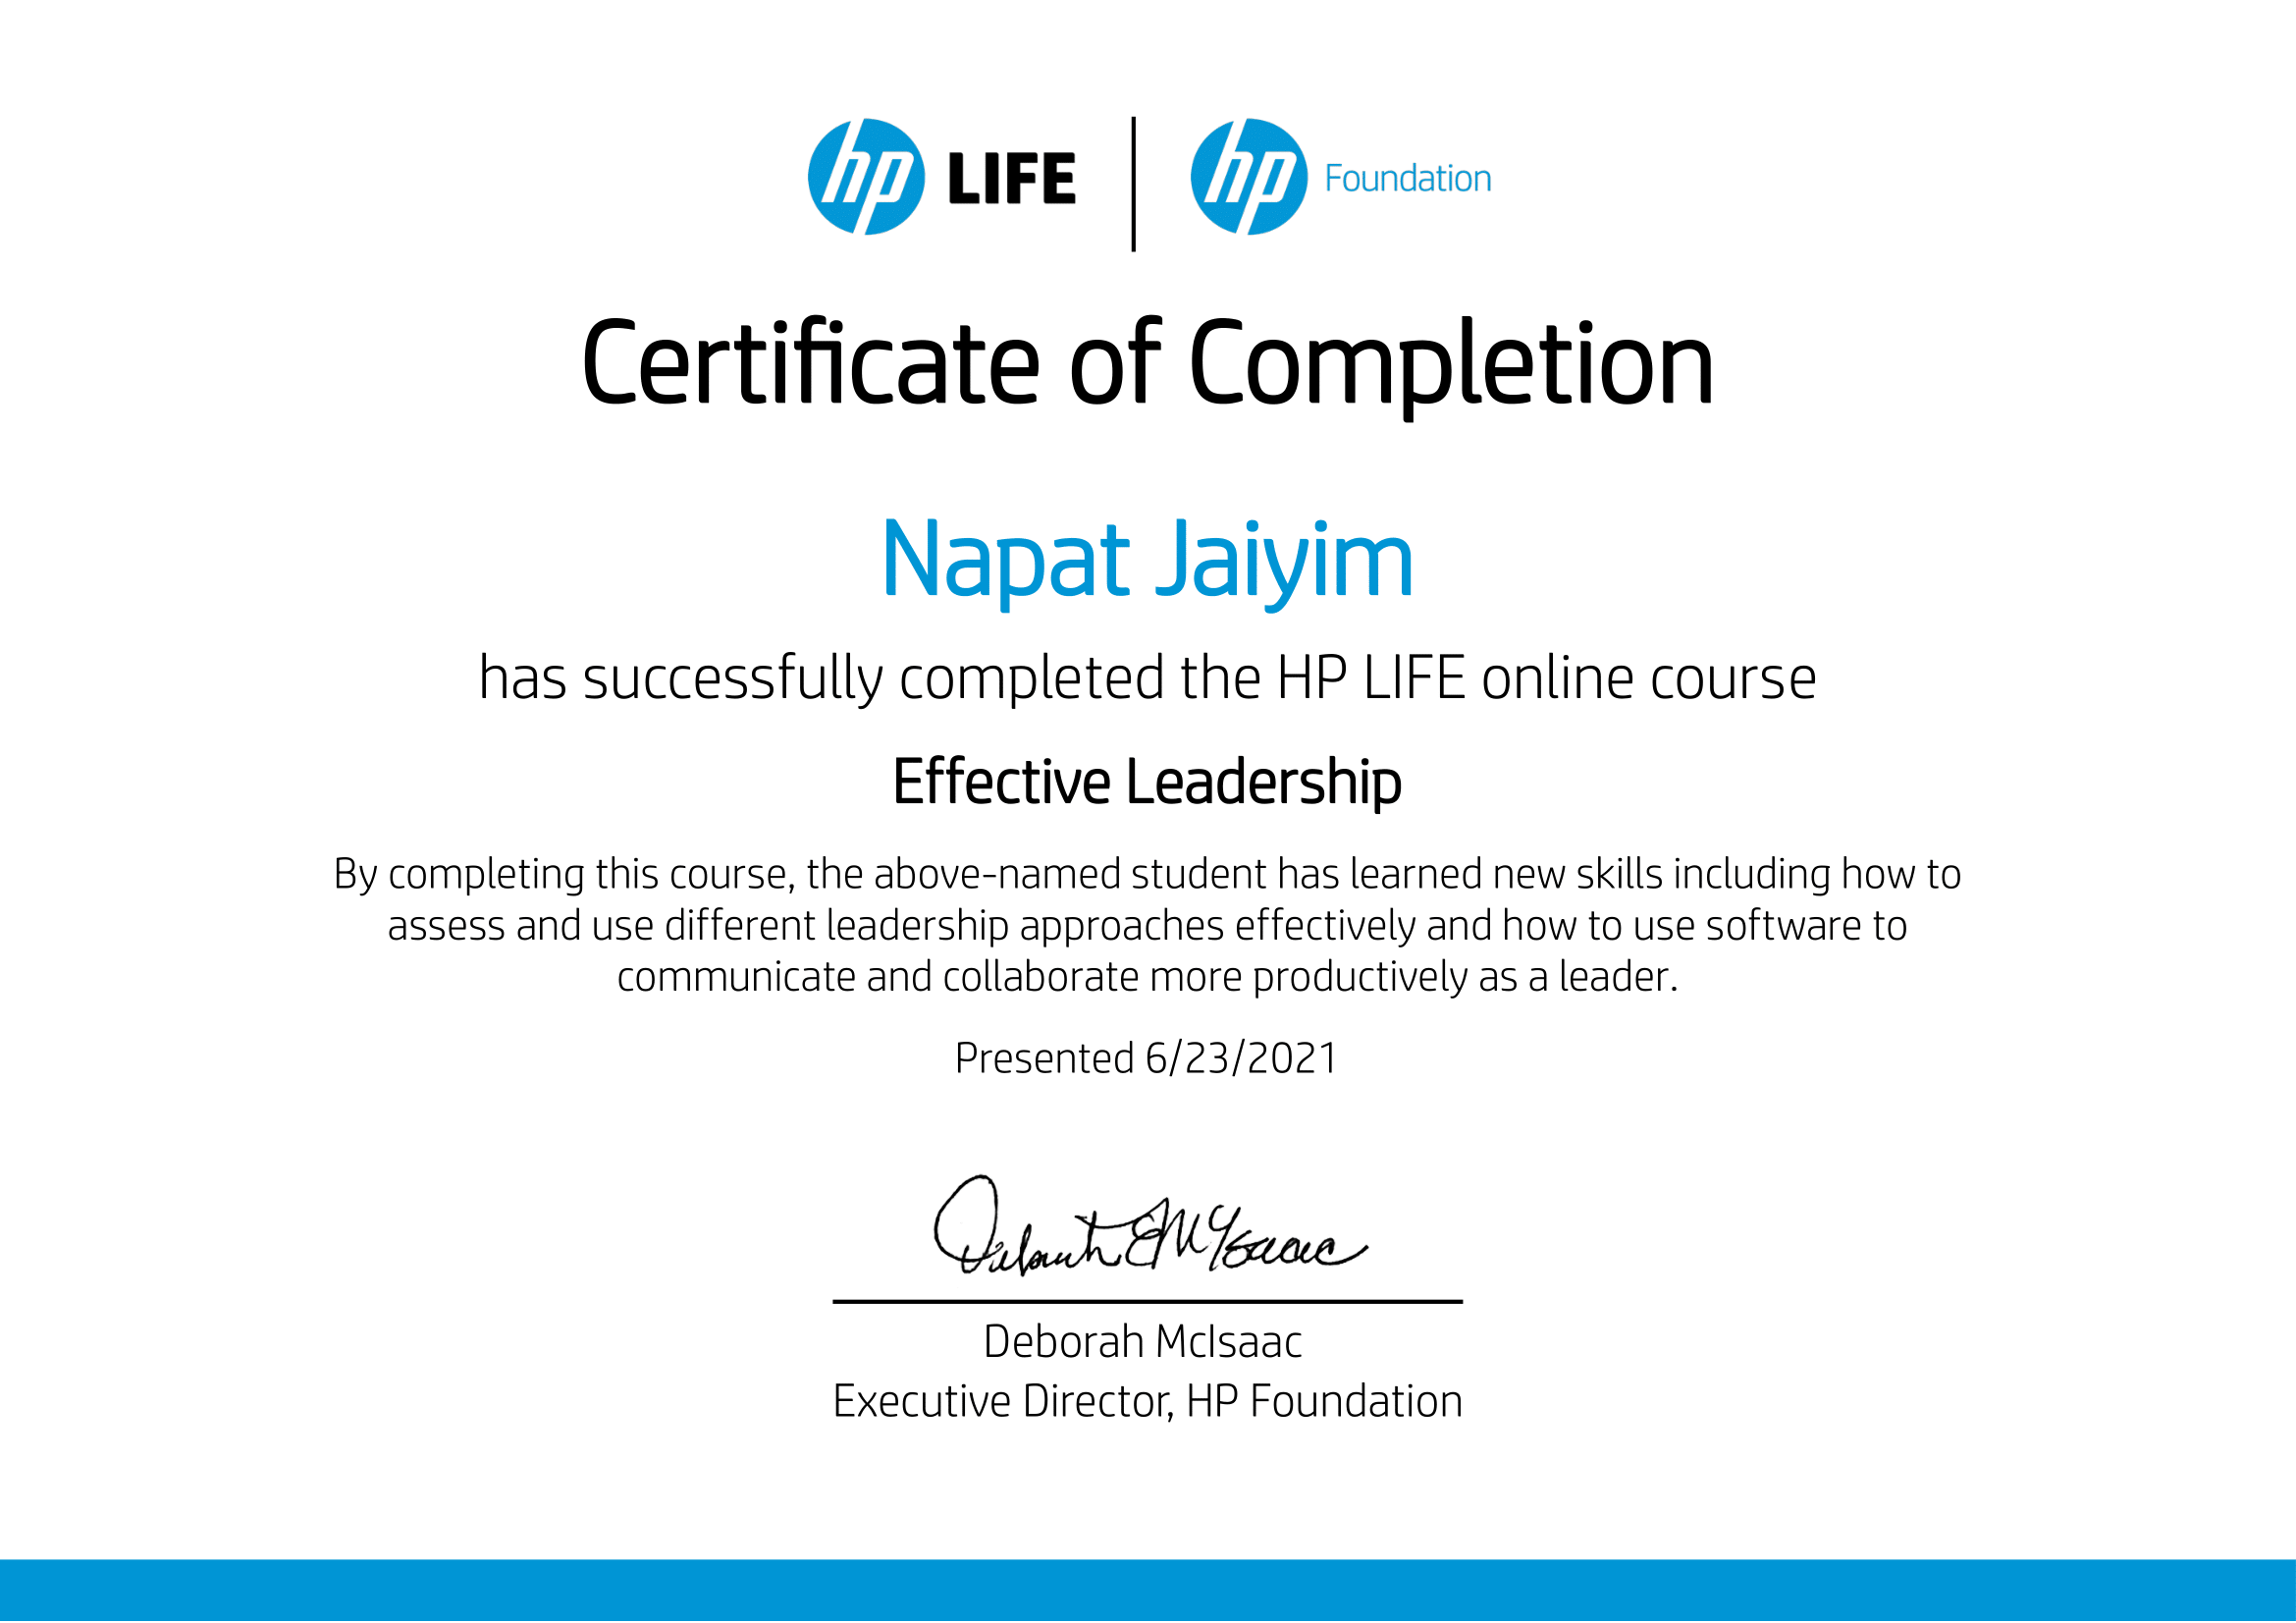 hp LIFE | hp Foundation
Certificate of Completion
Napat Jaiyim
has successfully completed the HP LIFE online course
Effective Leadership
By completing this course, the above-named student has learned new skills including how to
assess and use different leadership approaches effectively and how to use software to
communicate and collaborate more productively as a leader.
Presented 6/23/2021
Deborah E McIsaac
Deborah McIsaac
Executive Director, HP Foundation